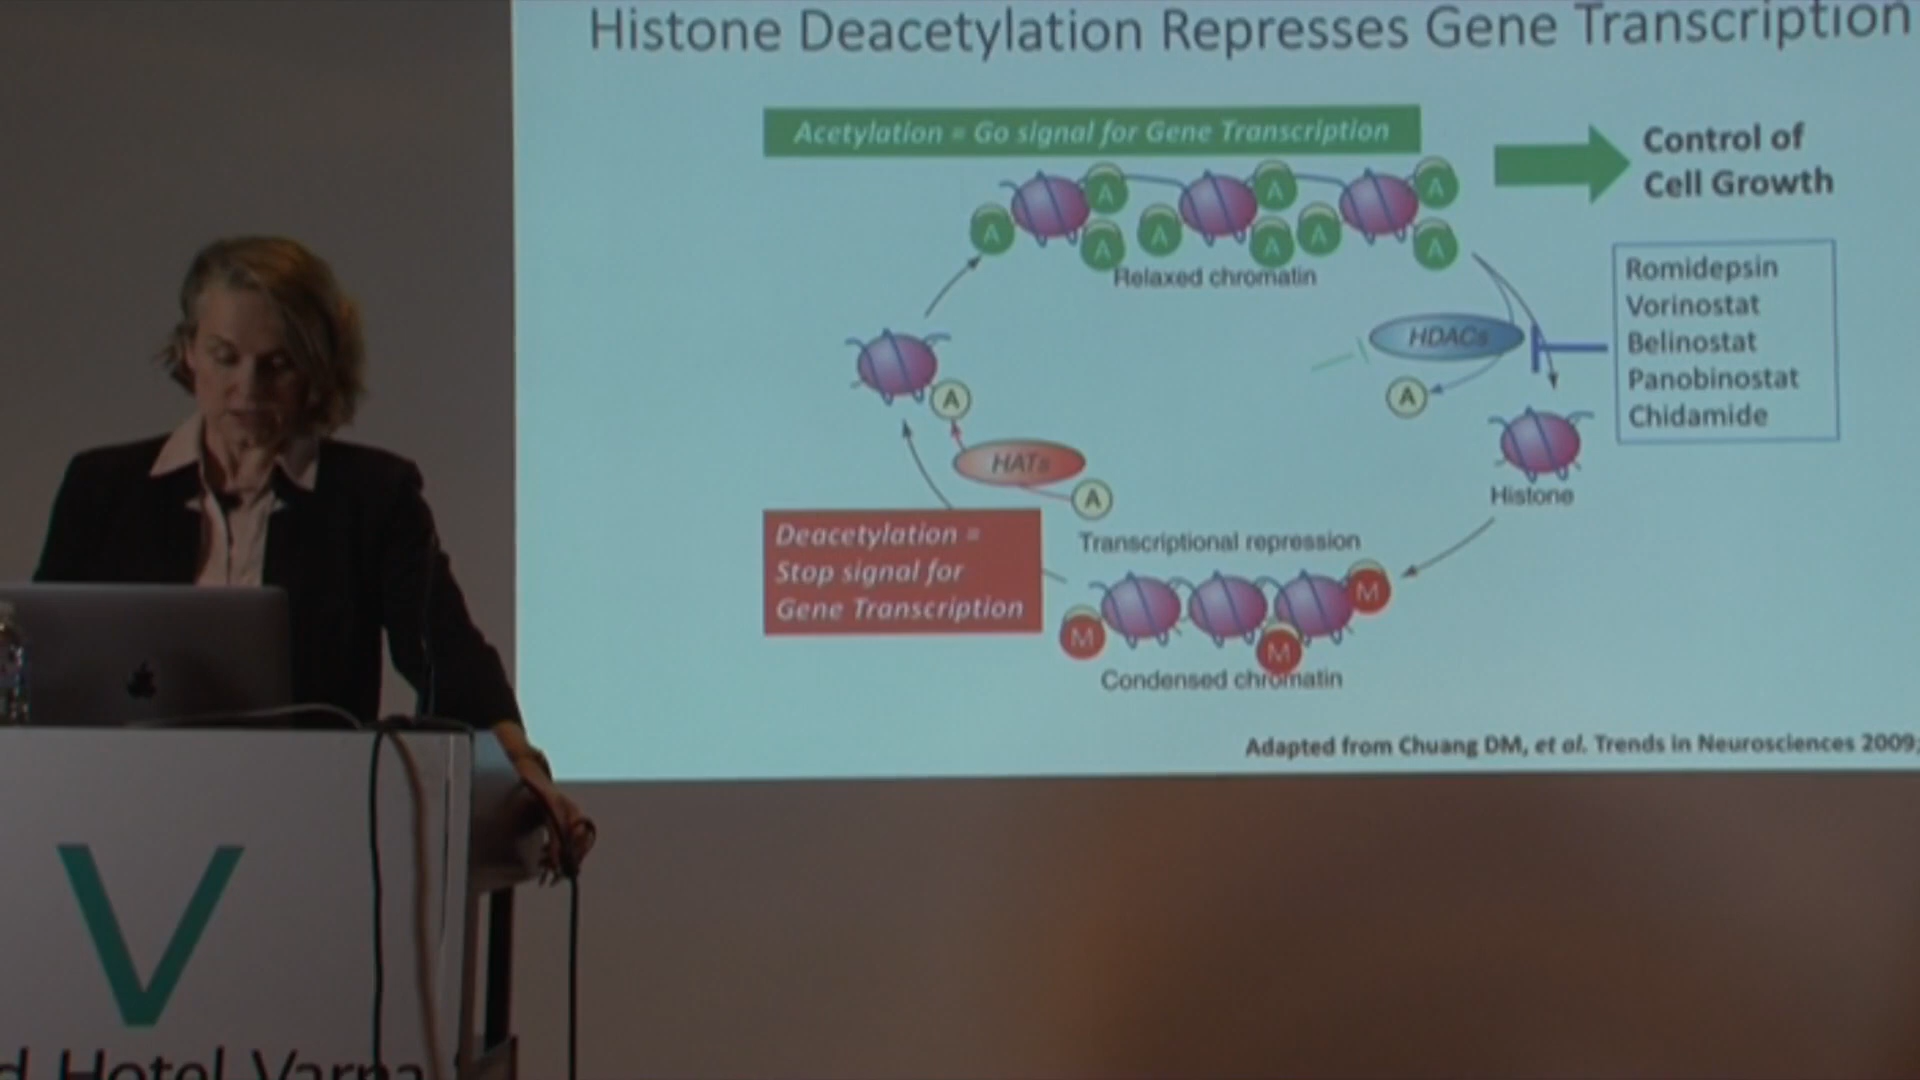 Histone Deacetylation Represses Gene Transcription
Acetylation = Go signal for Gene Transcription
Control of
Cell Growth
A A A A A A A A A
Relaxed chromatin
Romidepsin
Vorinostat
Belinostat
Panobinostat
Chidamide
HDACs
A
A
HATs
A
Histone
Deacetylation =
Stop signal for
Gene Transcription
Transcriptional repression
M M M
Condensed chromatin
Adapted from Chuang DM, et al. Trends in Neurosciences 2009;
V
d Hotel Varna